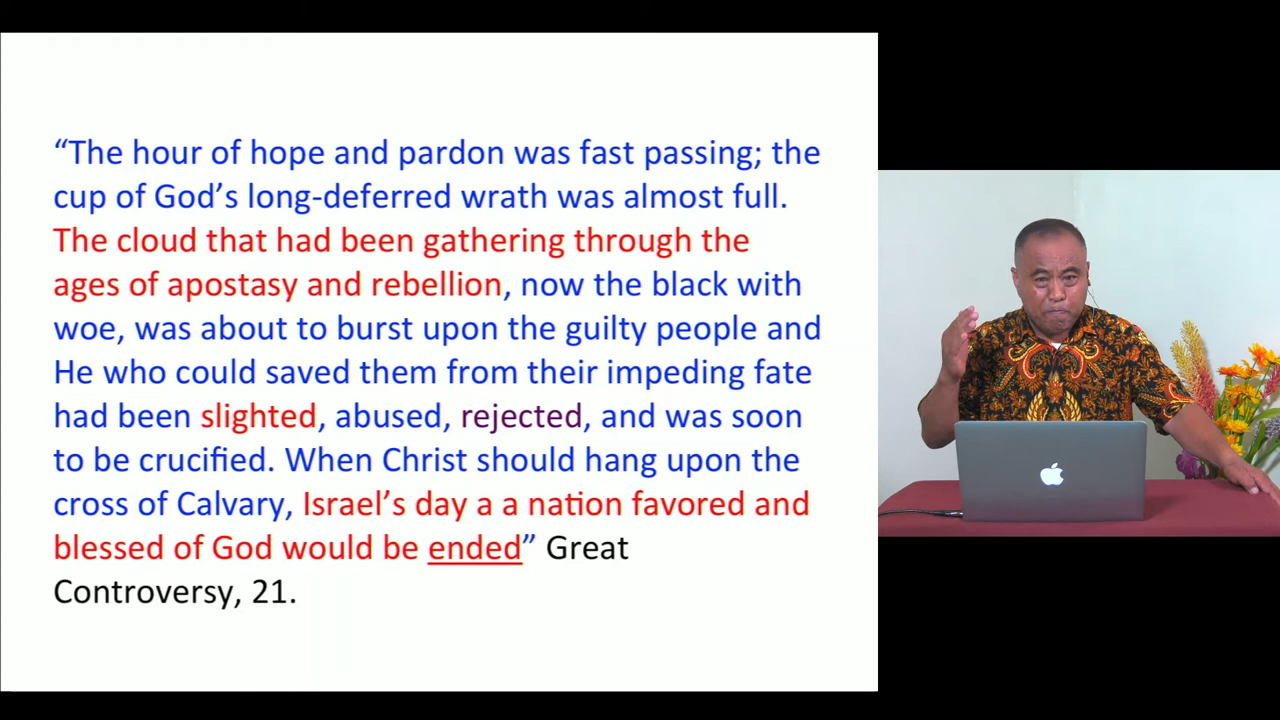 “The hour of hope and pardon was fast passing; the
cup of God’s long-deferred wrath was almost full.
The cloud that had been gathering through the
ages of apostasy and rebellion, now the black with
woe, was about to burst upon the guilty people and
He who could saved them from their impeding fate
had been slighted, abused, rejected, and was soon
to be crucified. When Christ should hang upon the
cross of Calvary, Israel’s day a a nation favored and
blessed of God would be ended” Great
Controversy, 21.